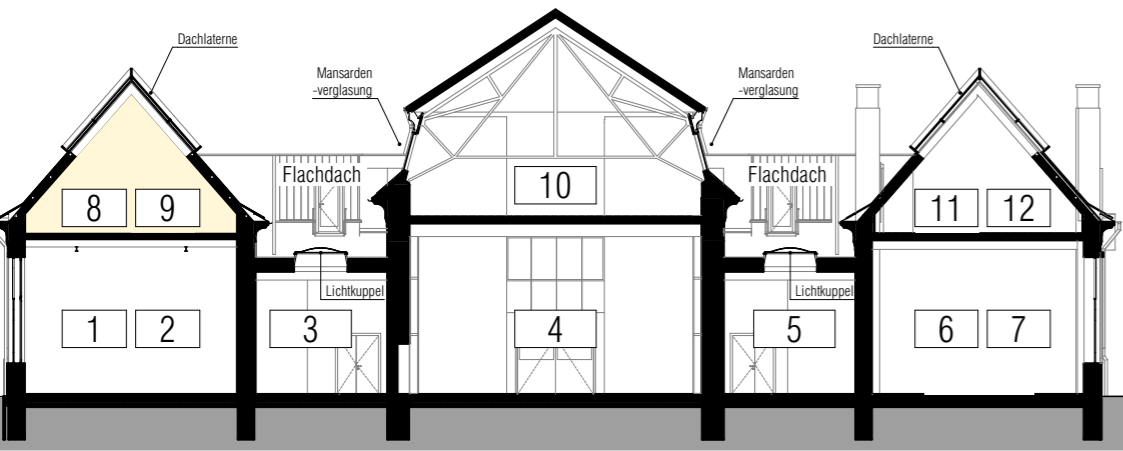 Dachlaterne
Dachlaterne
Mansarden
-verglasung
Mansarden
-verglasung
Flachdach
10
Flachdach
8 9
11 12
Lichtkuppel
Lichtkuppel
1 2
3
4
5
6 7